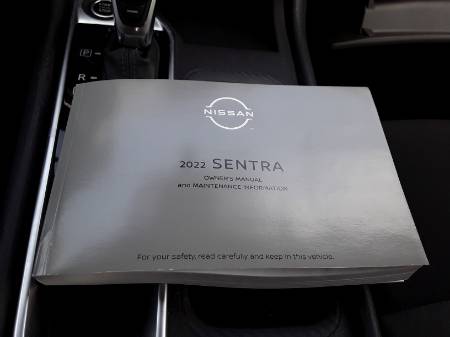 P
R
NISSAN
2022 SENTRA
OWNER'S MANUAL
and MAINTENANCE INFORMATION
For your safety, read carefully and keep in this vehicle.